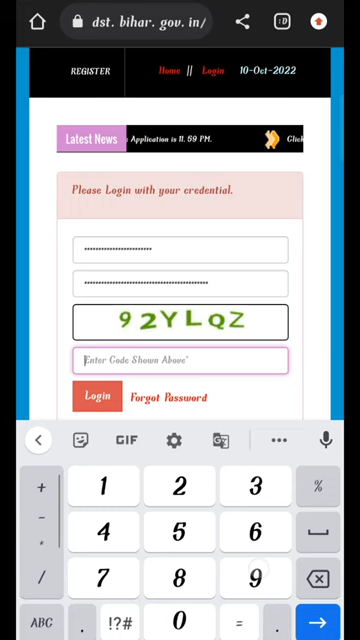 dst. bihar. gov. in/
:D
REGISTER
Home || Login 10-Oct-2022
Latest News
Application is 11. 59 PM.
Click
Please Login with your credential.
92YLQZ
Enter Code Shown Above*
Login
Forgot Password
GIF
+ 1 2 3 %
- 4 5 6
*
/ 7 8 9
ABC , !?# 0 = .